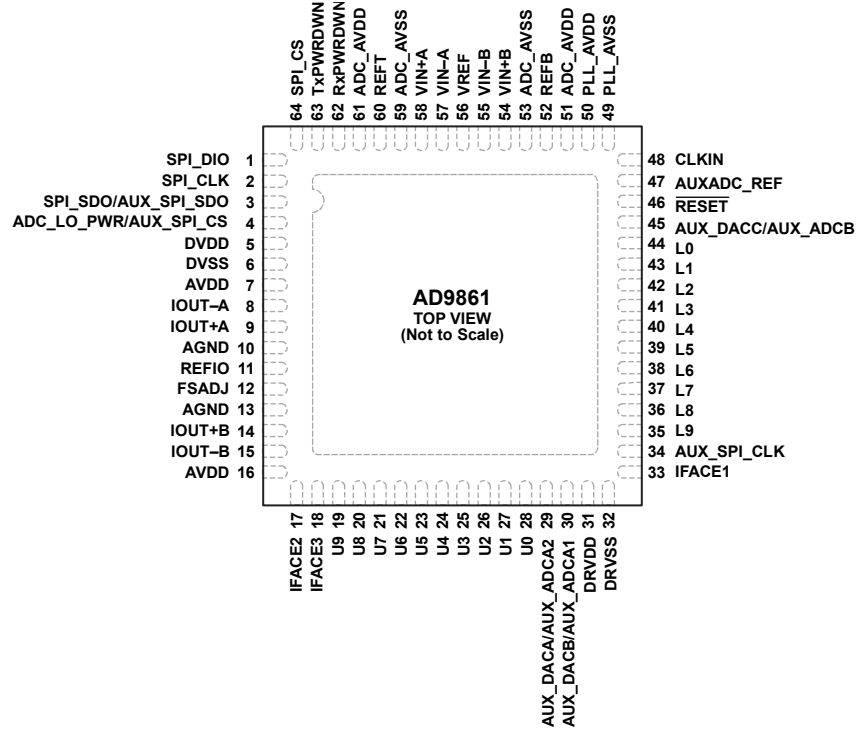 64 SPI_CS
63 TxPWRDWN
62 RxPWRDWN
61 ADC_AVDD
60 REFT
59 ADC_AVSS
58 VIN+A
57 VIN–A
56 VREF
55 VIN–B
54 VIN+B
53 ADC_AVSS
52 REFB
51 ADC_AVDD
50 PLL_AVDD
49 PLL_AVSS
SPI_DIO 1
SPI_CLK 2
SPI_SDO/AUX_SPI_SDO 3
ADC_LO_PWR/AUX_SPI_CS 4
DVDD 5
DVSS 6
AVDD 7
IOUT–A 8
IOUT+A 9
AGND 10
REFIO 11
FSADJ 12
AGND 13
IOUT+B 14
IOUT–B 15
AVDD 16
AD9861
TOP VIEW
(Not to Scale)
48 CLKIN
47 AUXADC_REF
46 RESET
45 AUX_DACC/AUX_ADCB
44 L0
43 L1
42 L2
41 L3
40 L4
39 L5
38 L6
37 L7
36 L8
35 L9
34 AUX_SPI_CLK
33 IFACE1
IFACE2 17
IFACE3 18
U9 19
U8 20
U7 21
U6 22
U5 23
U4 24
U3 25
U2 26
U1 27
U0 28
AUX_DACA/AUX_ADCA2 29
AUX_DACB/AUX_ADCA1 30
DRVDD 31
DRVSS 32